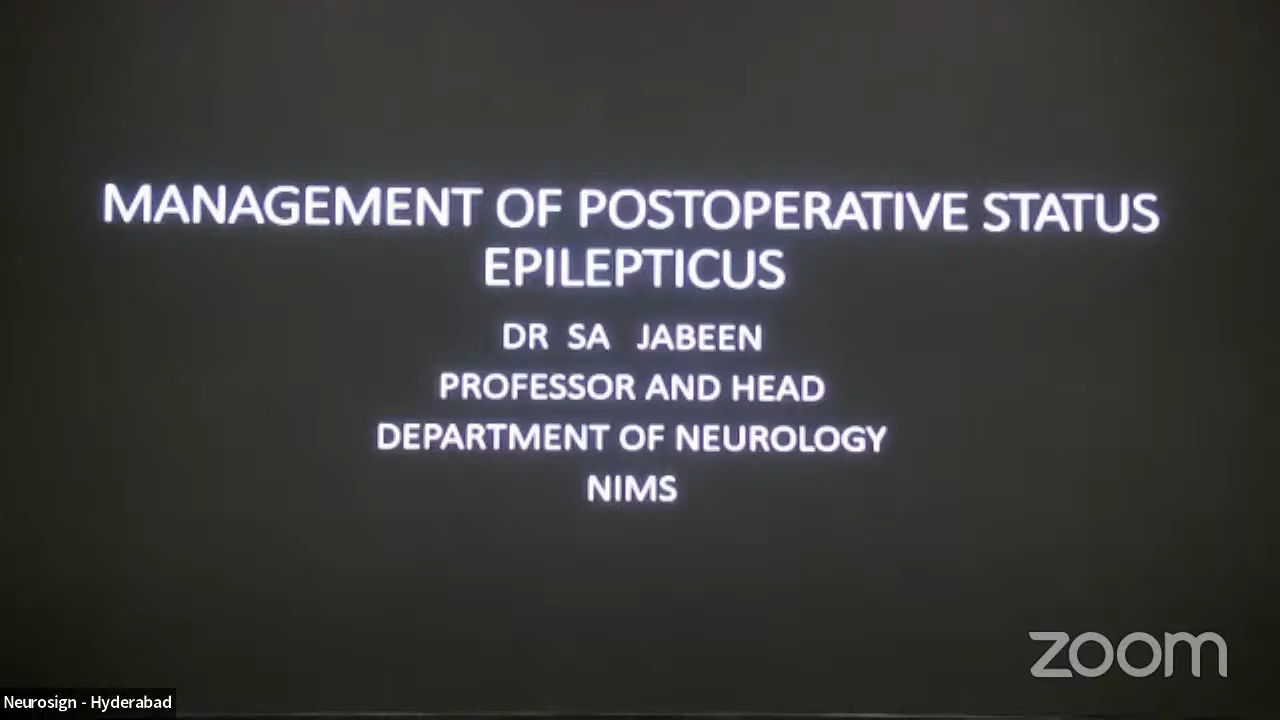 MANAGEMENT OF POSTOPERATIVE STATUS
EPILEPTICUS
DR SA JABEEN
PROFESSOR AND HEAD
DEPARTMENT OF NEUROLOGY
NIMS
zoom
Neurosign - Hyderabad